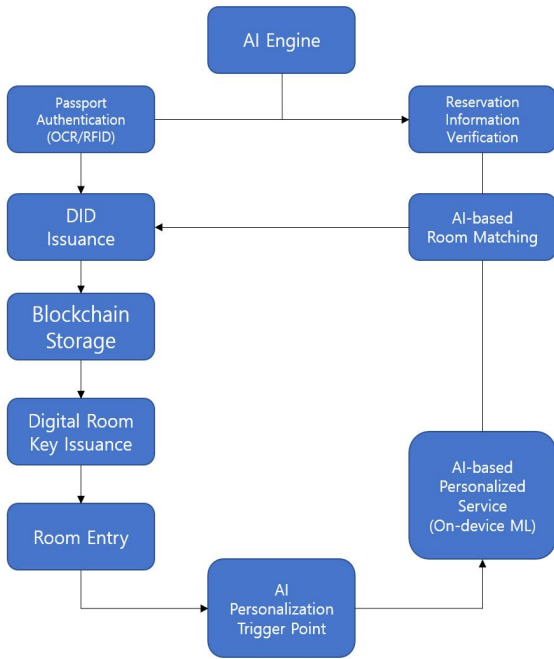 AI Engine
Passport
Authentication
(OCR/RFID)
Reservation
Information
Verification
DID
Issuance
AI-based
Room Matching
Blockchain
Storage
Digital Room
Key Issuance
AI-based
Personalized
Service
(On-device ML)
Room Entry
AI
Personalization
Trigger Point